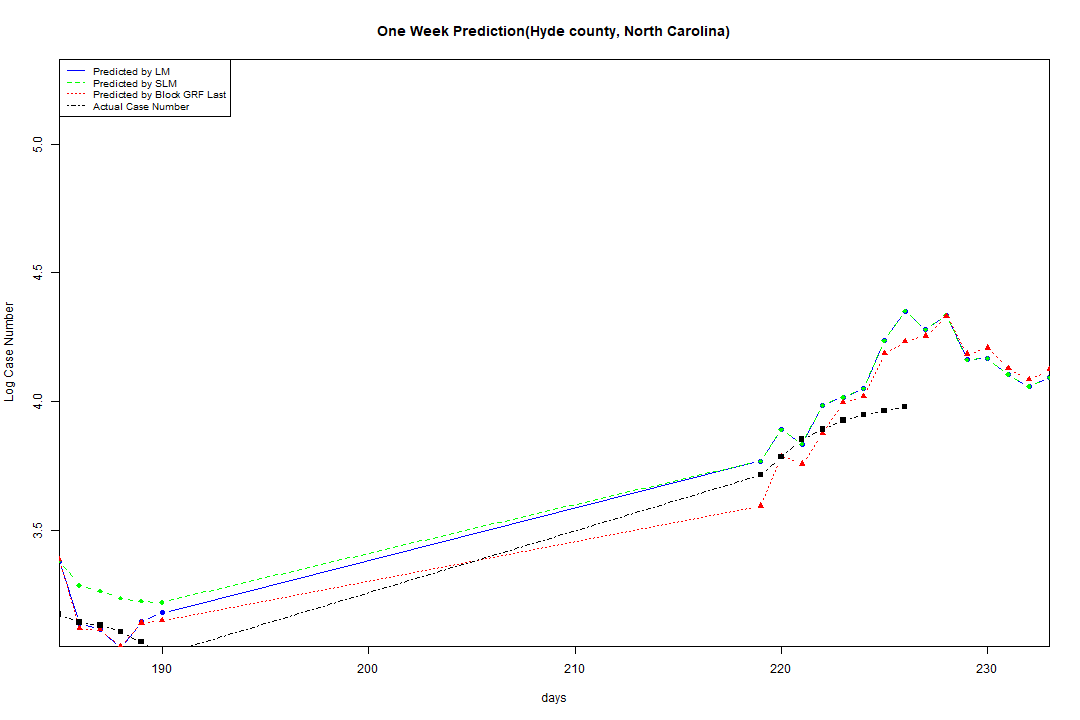 One Week Prediction(Hyde county, North Carolina)
Predicted by LM
Predicted by SLM
Predicted by Block GRF Last
Actual Case Number
5.0
4.5
4.0
3.5
Log Case Number
190 200 210 220 230
days